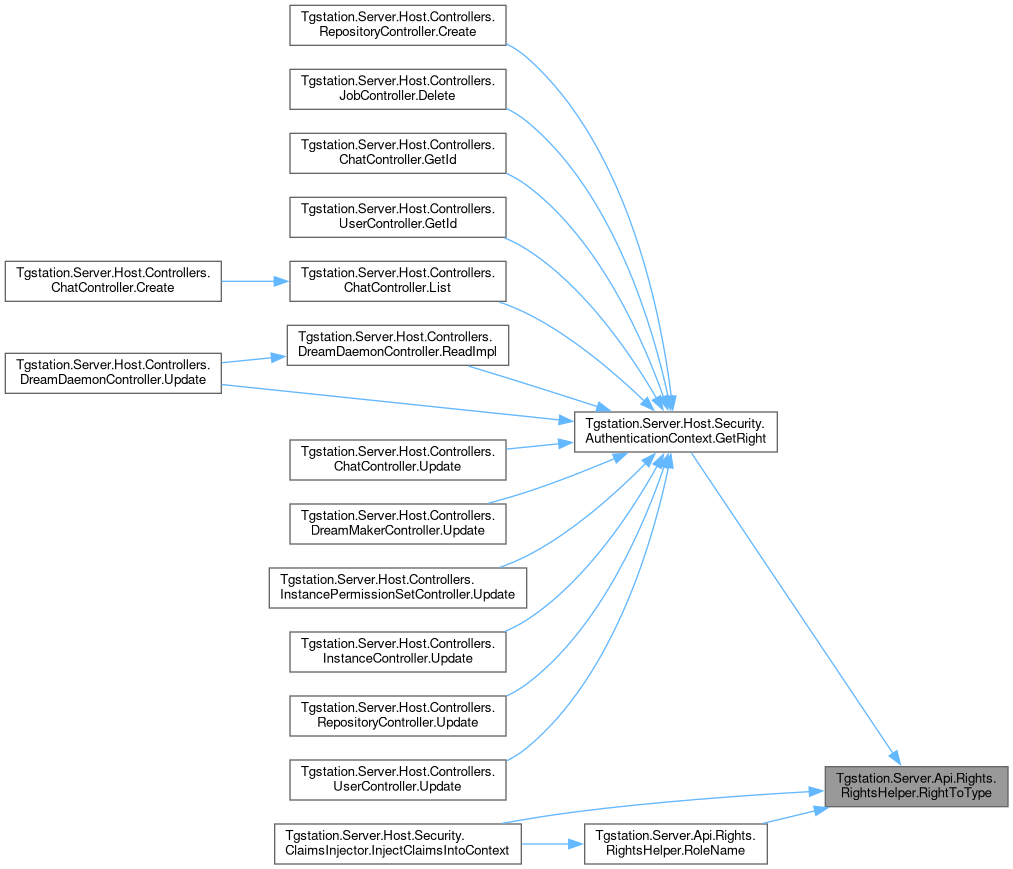 Tgstation.Server.Host.Controllers.
RepositoryController.Create
Tgstation.Server.Host.Controllers.
JobController.Delete
Tgstation.Server.Host.Controllers.
ChatController.GetId
Tgstation.Server.Host.Controllers.
UserController.GetId
Tgstation.Server.Host.Controllers.
ChatController.Create
Tgstation.Server.Host.Controllers.
ChatController.List
Tgstation.Server.Host.Controllers.
DreamDaemonController.ReadImpl
Tgstation.Server.Host.Controllers.
DreamDaemonController.Update
Tgstation.Server.Host.Security.
AuthenticationContext.GetRight
Tgstation.Server.Host.Controllers.
ChatController.Update
Tgstation.Server.Host.Controllers.
DreamMakerController.Update
Tgstation.Server.Host.Controllers.
InstancePermissionSetController.Update
Tgstation.Server.Host.Controllers.
InstanceController.Update
Tgstation.Server.Host.Controllers.
RepositoryController.Update
Tgstation.Server.Host.Controllers.
UserController.Update
Tgstation.Server.Api.Rights.
RightsHelper.RightToType
Tgstation.Server.Host.Security.
ClaimsInjector.InjectClaimsIntoContext
Tgstation.Server.Api.Rights.
RightsHelper.RoleName